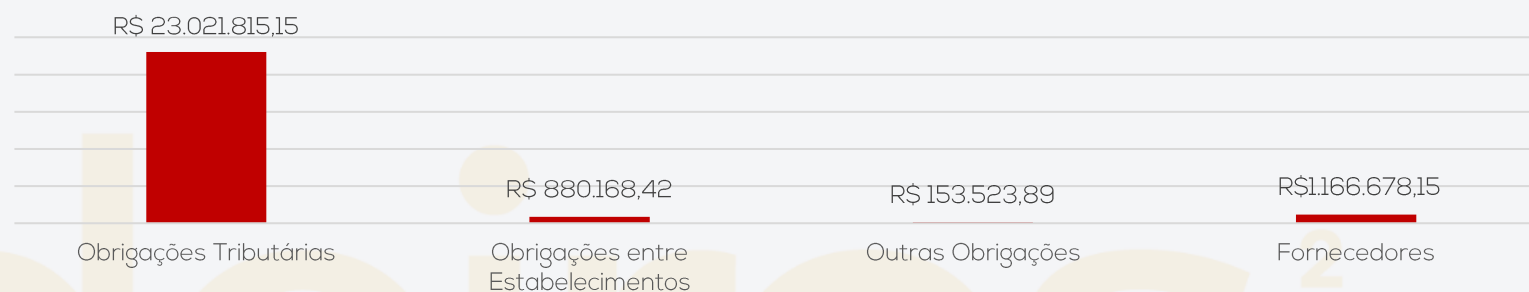 R$ 23.021.815,15
R$ 880.168,42
R$ 153.523,89
R$1.166.678,15
Obrigações Tributárias
Obrigações entre
Estabelecimentos
Outras Obrigações
Fornecedores
2